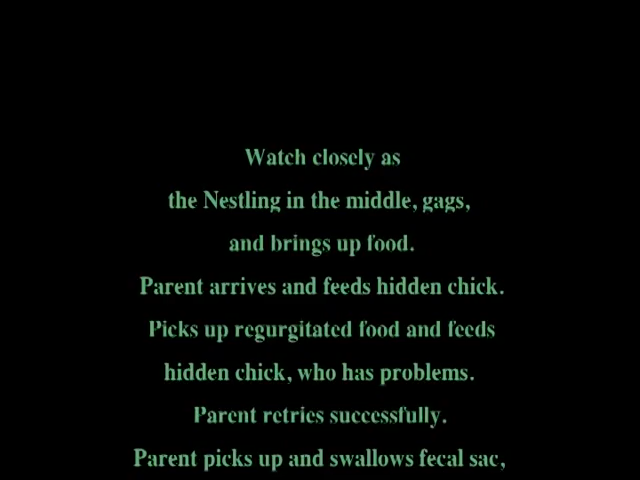 Watch closely as
the Nestling in the middle, gags,
and brings up food.
Parent arrives and feeds hidden chick.
Picks up regurgitated food and feeds
hidden chick, who has problems.
Parent retries successfully.
Parent picks up and swallows fecal sac,